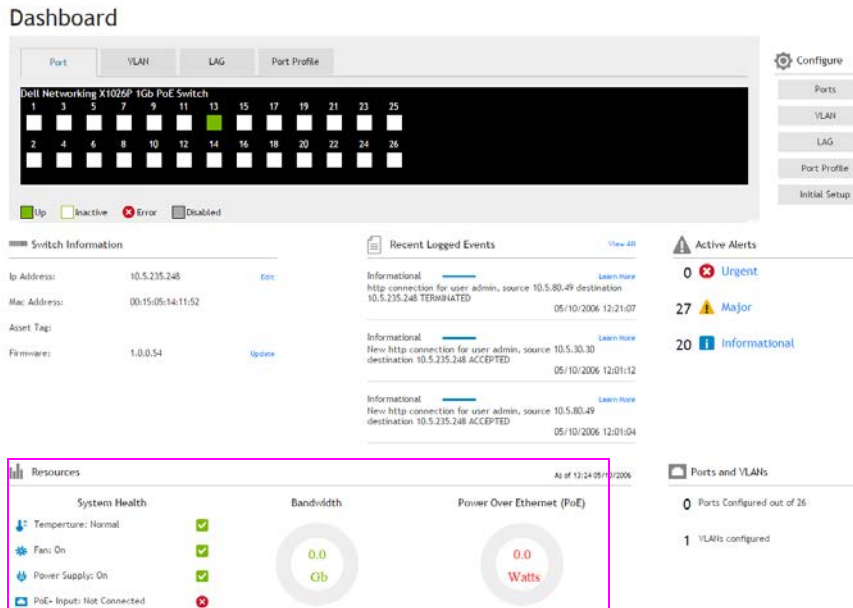 Dashboard
Port VLAN LAG Port Profile
Dell Networking X1026P 1Gb PoE Switch
1 3 5 7 9 11 13 15 17 19 21 23 25
2 4 6 8 10 12 14 16 18 20 22 24 26
Up Inactive Error Disabled
Configure
Ports
VLAN
LAG
Port Profile
Initial Setup
Switch Information
Ip Address: 10.5.235.248 Edit
Mac Address: 00:15:05:14:11:52
Asset Tag:
Firmware: 1.0.0.54 Update
Recent Logged Events View All
Informational Learn More
http connection for user admin, source 10.5.80.49 destination
10.5.235.248 TERMINATED
05/10/2006 12:21:07
Informational Learn More
New http connection for user admin, source 10.5.30.30
destination 10.5.235.248 ACCEPTED
05/10/2006 12:01:12
Informational Learn More
New http connection for user admin, source 10.5.80.49
destination 10.5.235.248 ACCEPTED
05/10/2006 12:01:04
Active Alerts
0 Urgent
27 Major
20 Informational
Resources As of 13:24 05/10/2006
System Health
Temperture: Normal
Fan: On
Power Supply: On
PoE+ Input: Not Connected
Bandwidth
0.0
Gb
Power Over Ethernet (PoE)
0.0
Watts
Ports and VLANs
0 Ports Configured out of 26
1 VLANs configured